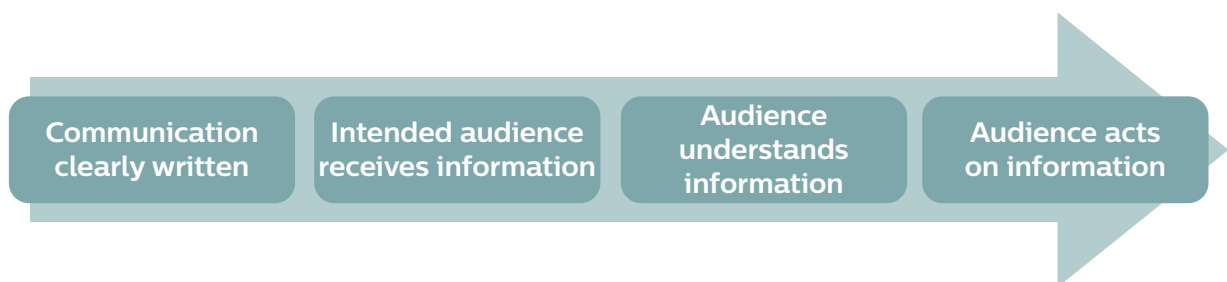 Communication
clearly written
Intended audience
receives information
Audience
understands
information
Audience acts
on information